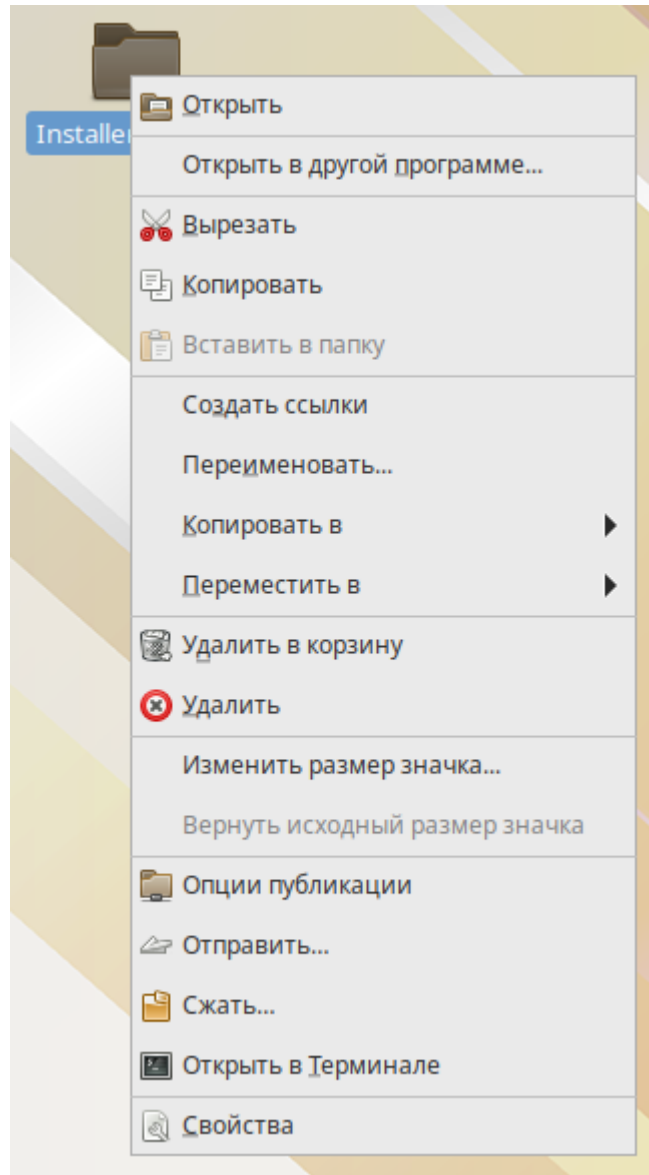 Открыть
Installe
Открыть в другой программе...
Вырезать
Копировать
Вставить в папку
Создать ссылки
Переименовать...
Копировать в
Переместить в
Удалить в корзину
Удалить
Изменить размер значка...
Вернуть исходный размер значка
Опции публикации
Отправить...
Сжать...
Открыть в Терминале
Свойства